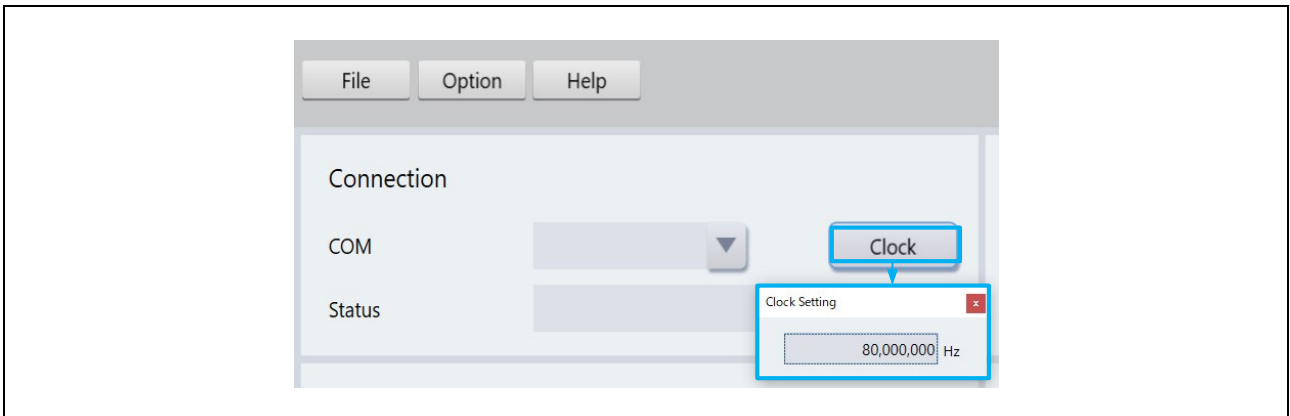 File Option Help
Connection
COM
Clock
Status
Clock Setting
x
80,000,000 Hz